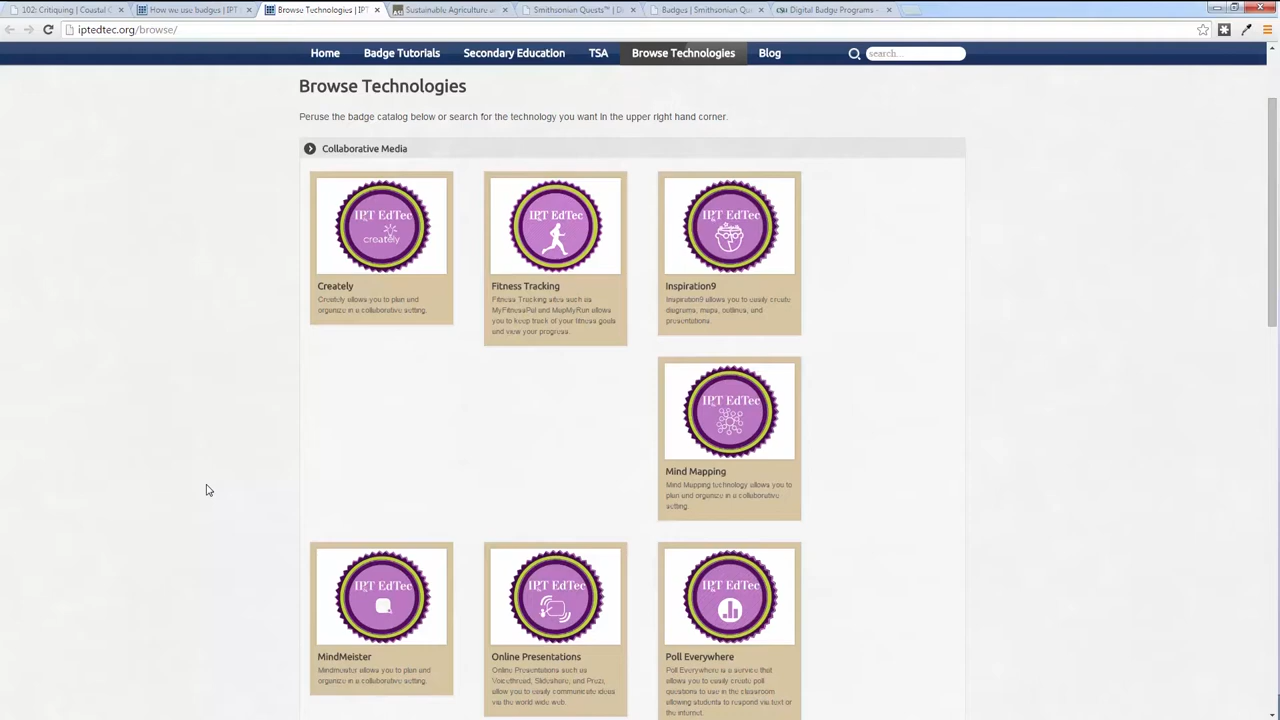 102: Critiquing | Coastal C
How we use badges | IPT
Browse Technologies | IPT
Sustainable Agriculture a
Smithsonian Quests™ | D
Badges | Smithsonian Que
Digital Badge Programs -
iptedtec.org/browse/
Home Badge Tutorials Secondary Education TSA Browse Technologies Blog search...
Browse Technologies
Peruse the badge catalog below or search for the technology you want in the upper right hand corner.
Collaborative Media
IPT EdTec
creately
Creately
Creately allows you to plan and
organize in a collaborative setting.
IPT EdTec
Fitness Tracking
Fitness Tracking sites such as
MyFitnessPal and MapMyRun allows
you to keep track of your fitness goals
and view your progress.
IPT EdTec
Inspiration9
Inspiration9 allows you to easily create
diagrams, maps, outlines, and
presentations.
IPT EdTec
Mind Mapping
Mind Mapping technology allows you to
plan and organize in a collaborative
setting.
IPT EdTec
MindMeister
Mindmeister allows you to plan and
organize in a collaborative setting.
IPT EdTec
Online Presentations
Online Presentations such as
Voicethread, Slideshare, and Prezi,
allow you to easily communicate ideas
via the world wide web.
IPT EdTec
Poll Everywhere
Poll Everywhere is a service that
allows you to easily create poll
questions to use in the classroom
allowing students to respond via text or
the internet.